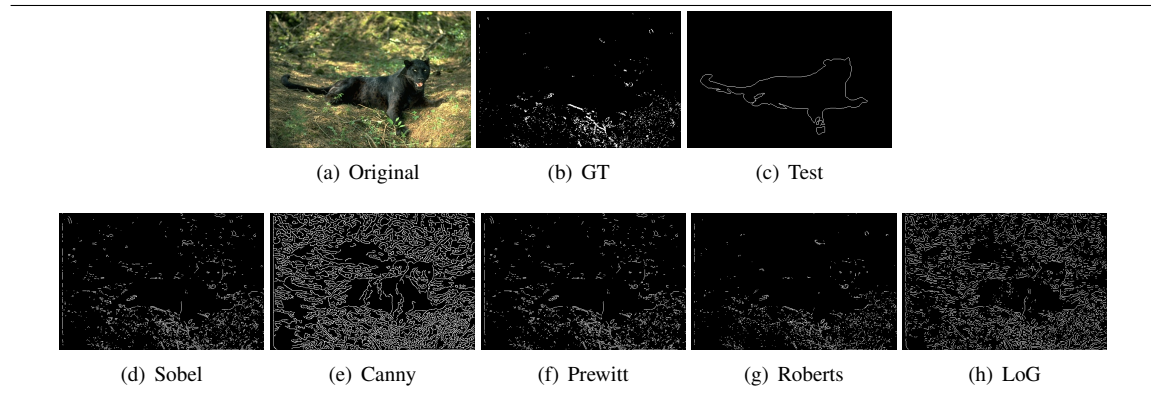 (a) Original (b) GT (c) Test
(d) Sobel (e) Canny (f) Prewitt (g) Roberts (h) LoG